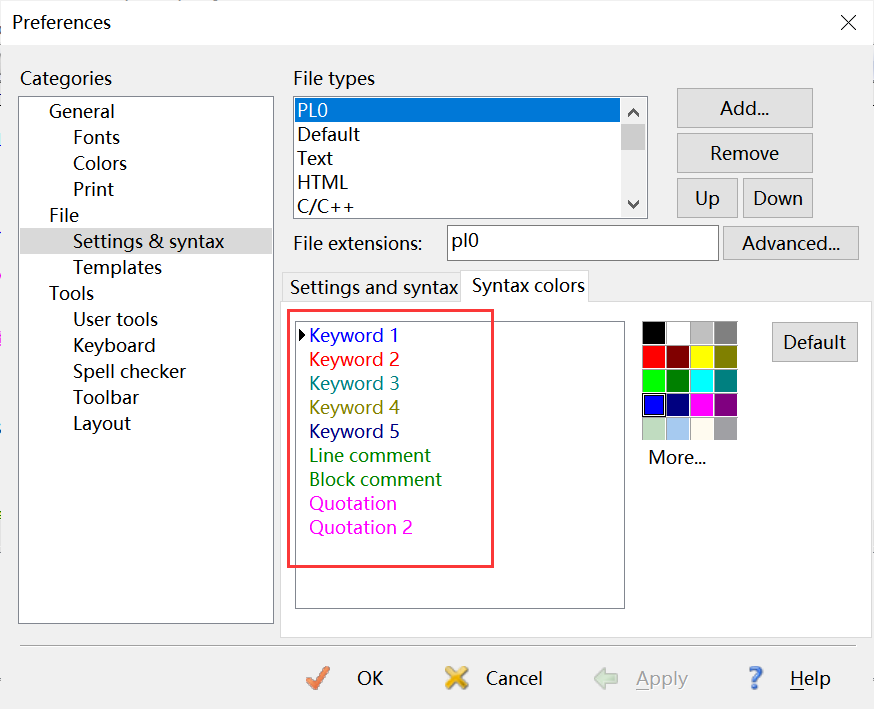 Preferences
Categories
General
Fonts
Colors
Print
File
Settings & syntax
Templates
Tools
User tools
Keyboard
Spell checker
Toolbar
Layout
File types
PL0
Default
Text
HTML
C/C++
Add...
Remove
Up Down
File extensions: pl0 Advanced...
Settings and syntax Syntax colors
Keyword 1
Keyword 2
Keyword 3
Keyword 4
Keyword 5
Line comment
Block comment
Quotation
Quotation 2
Default
More...
OK Cancel Apply Help